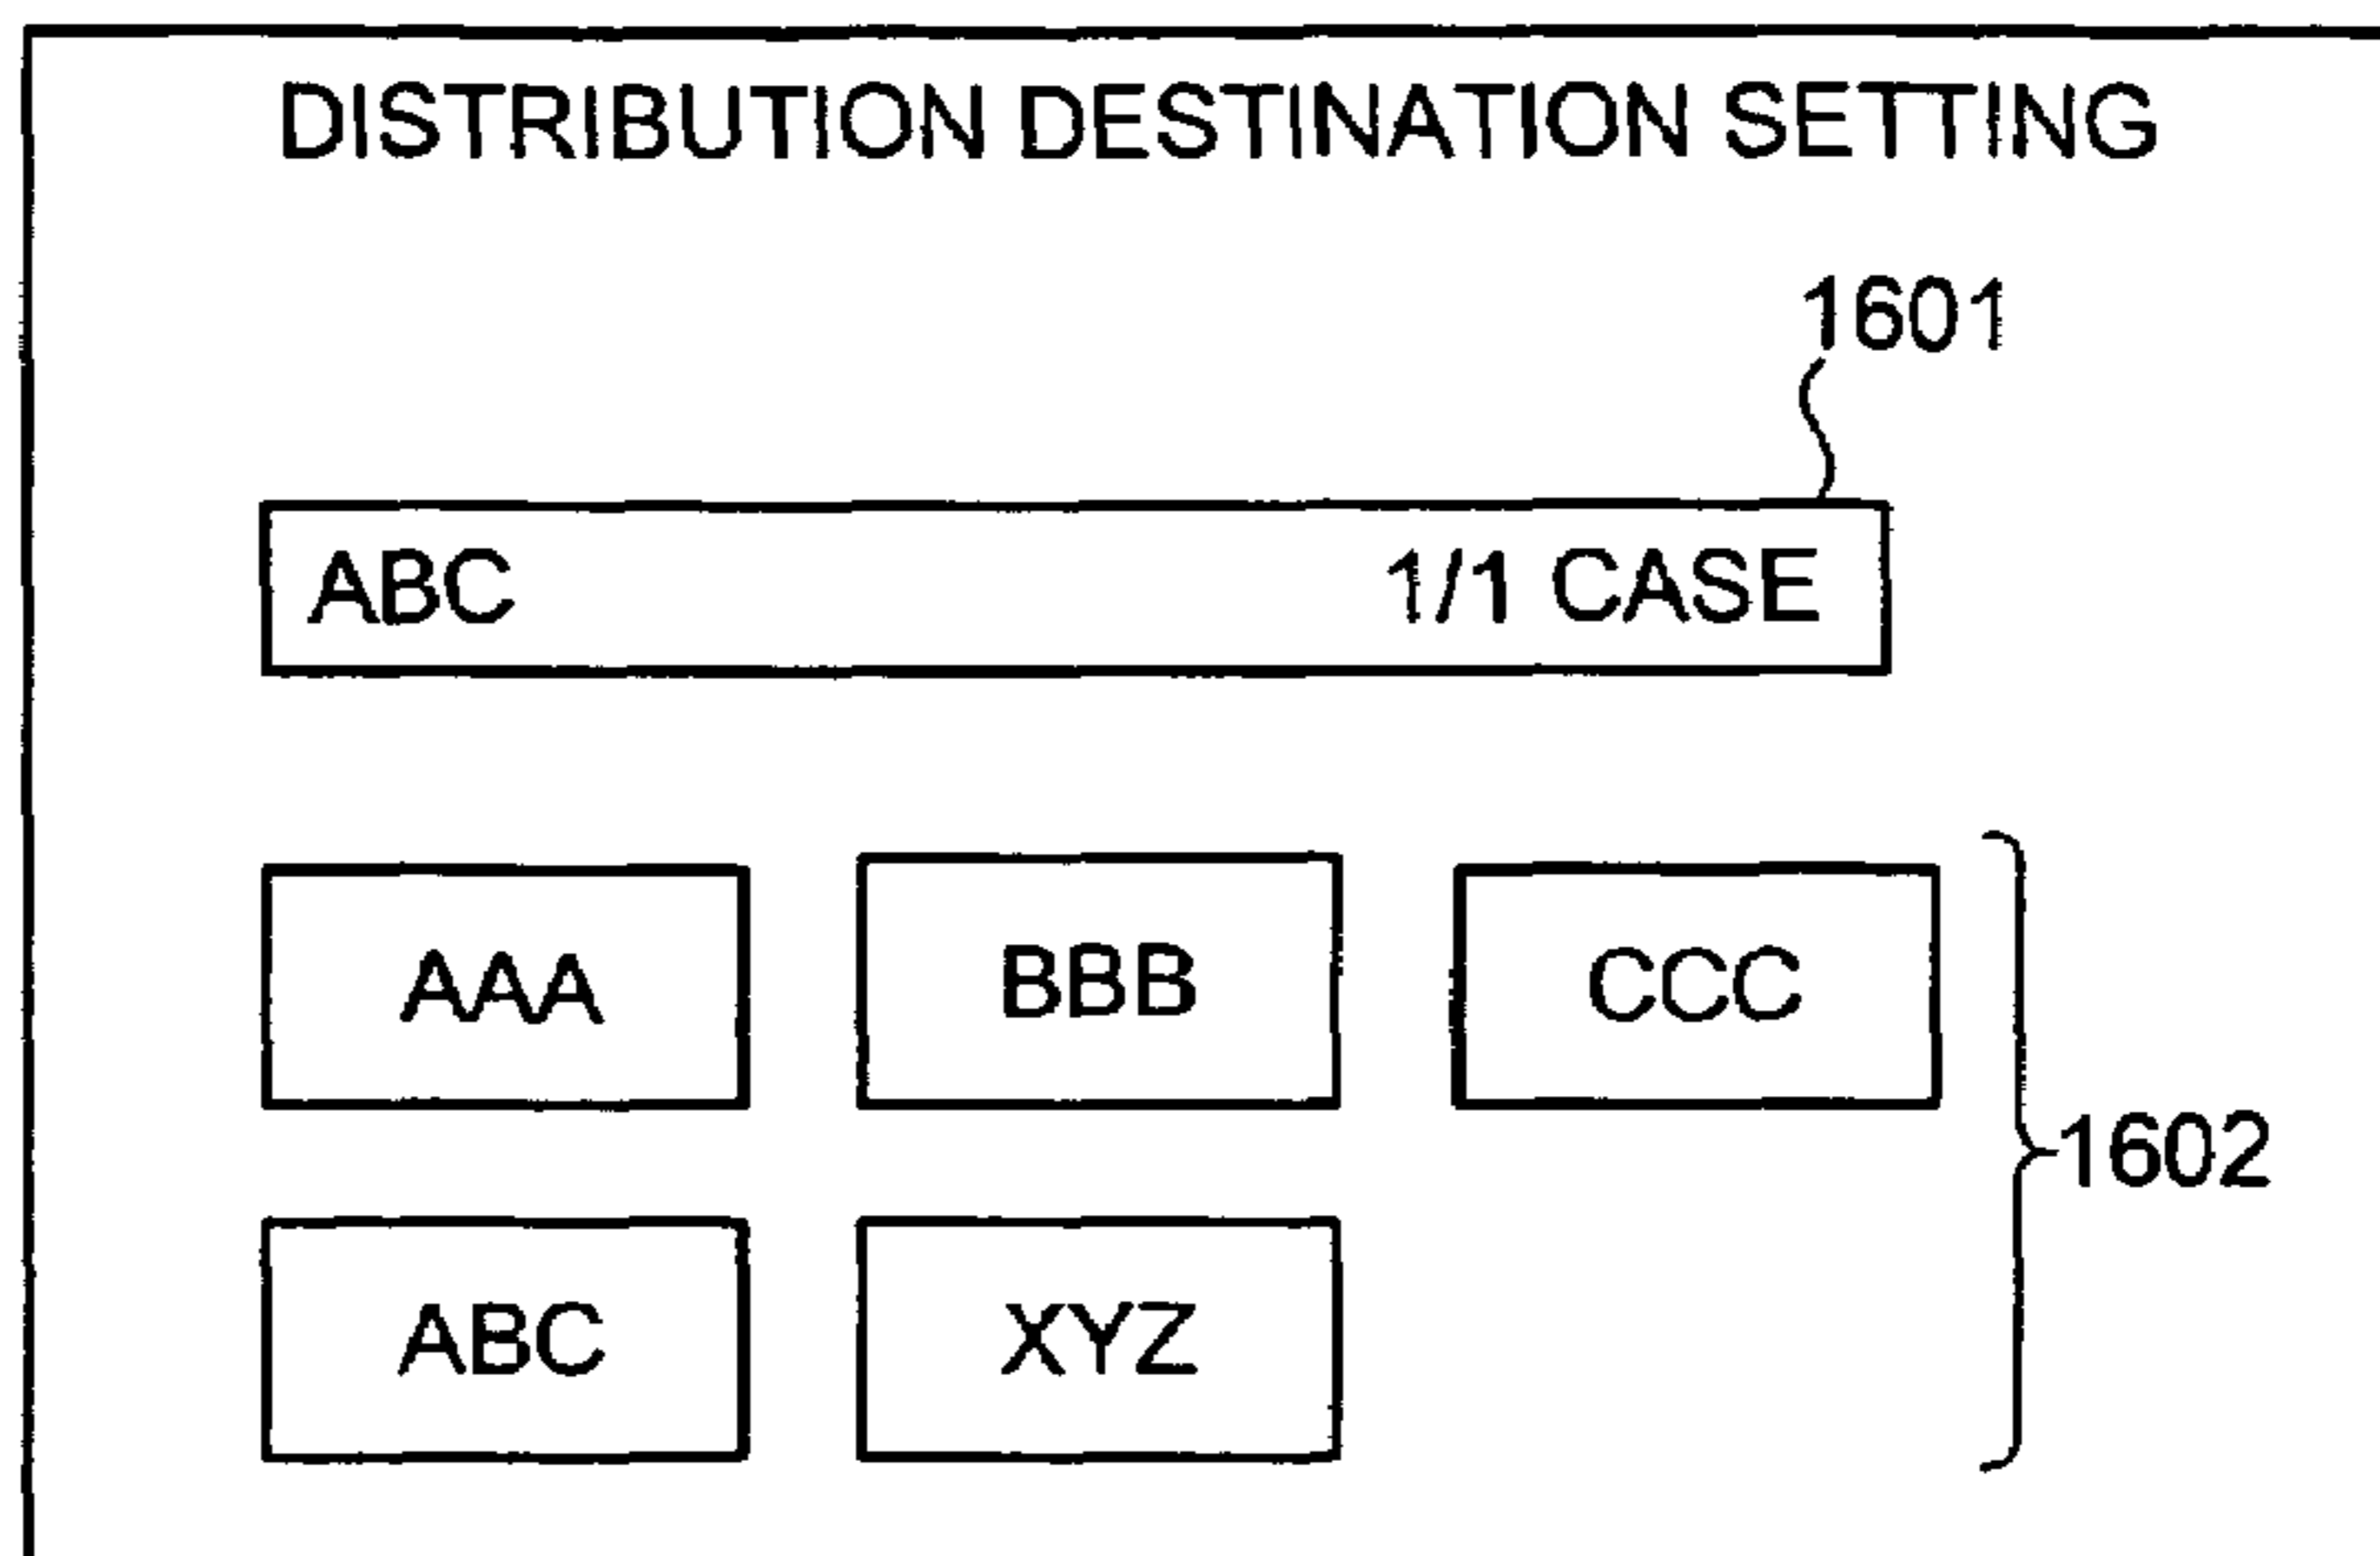 DISTRIBUTION DESTINATION SETTING
1601
ABC 1/1 CASE
AAA BBB CCC
1602
ABC XYZ